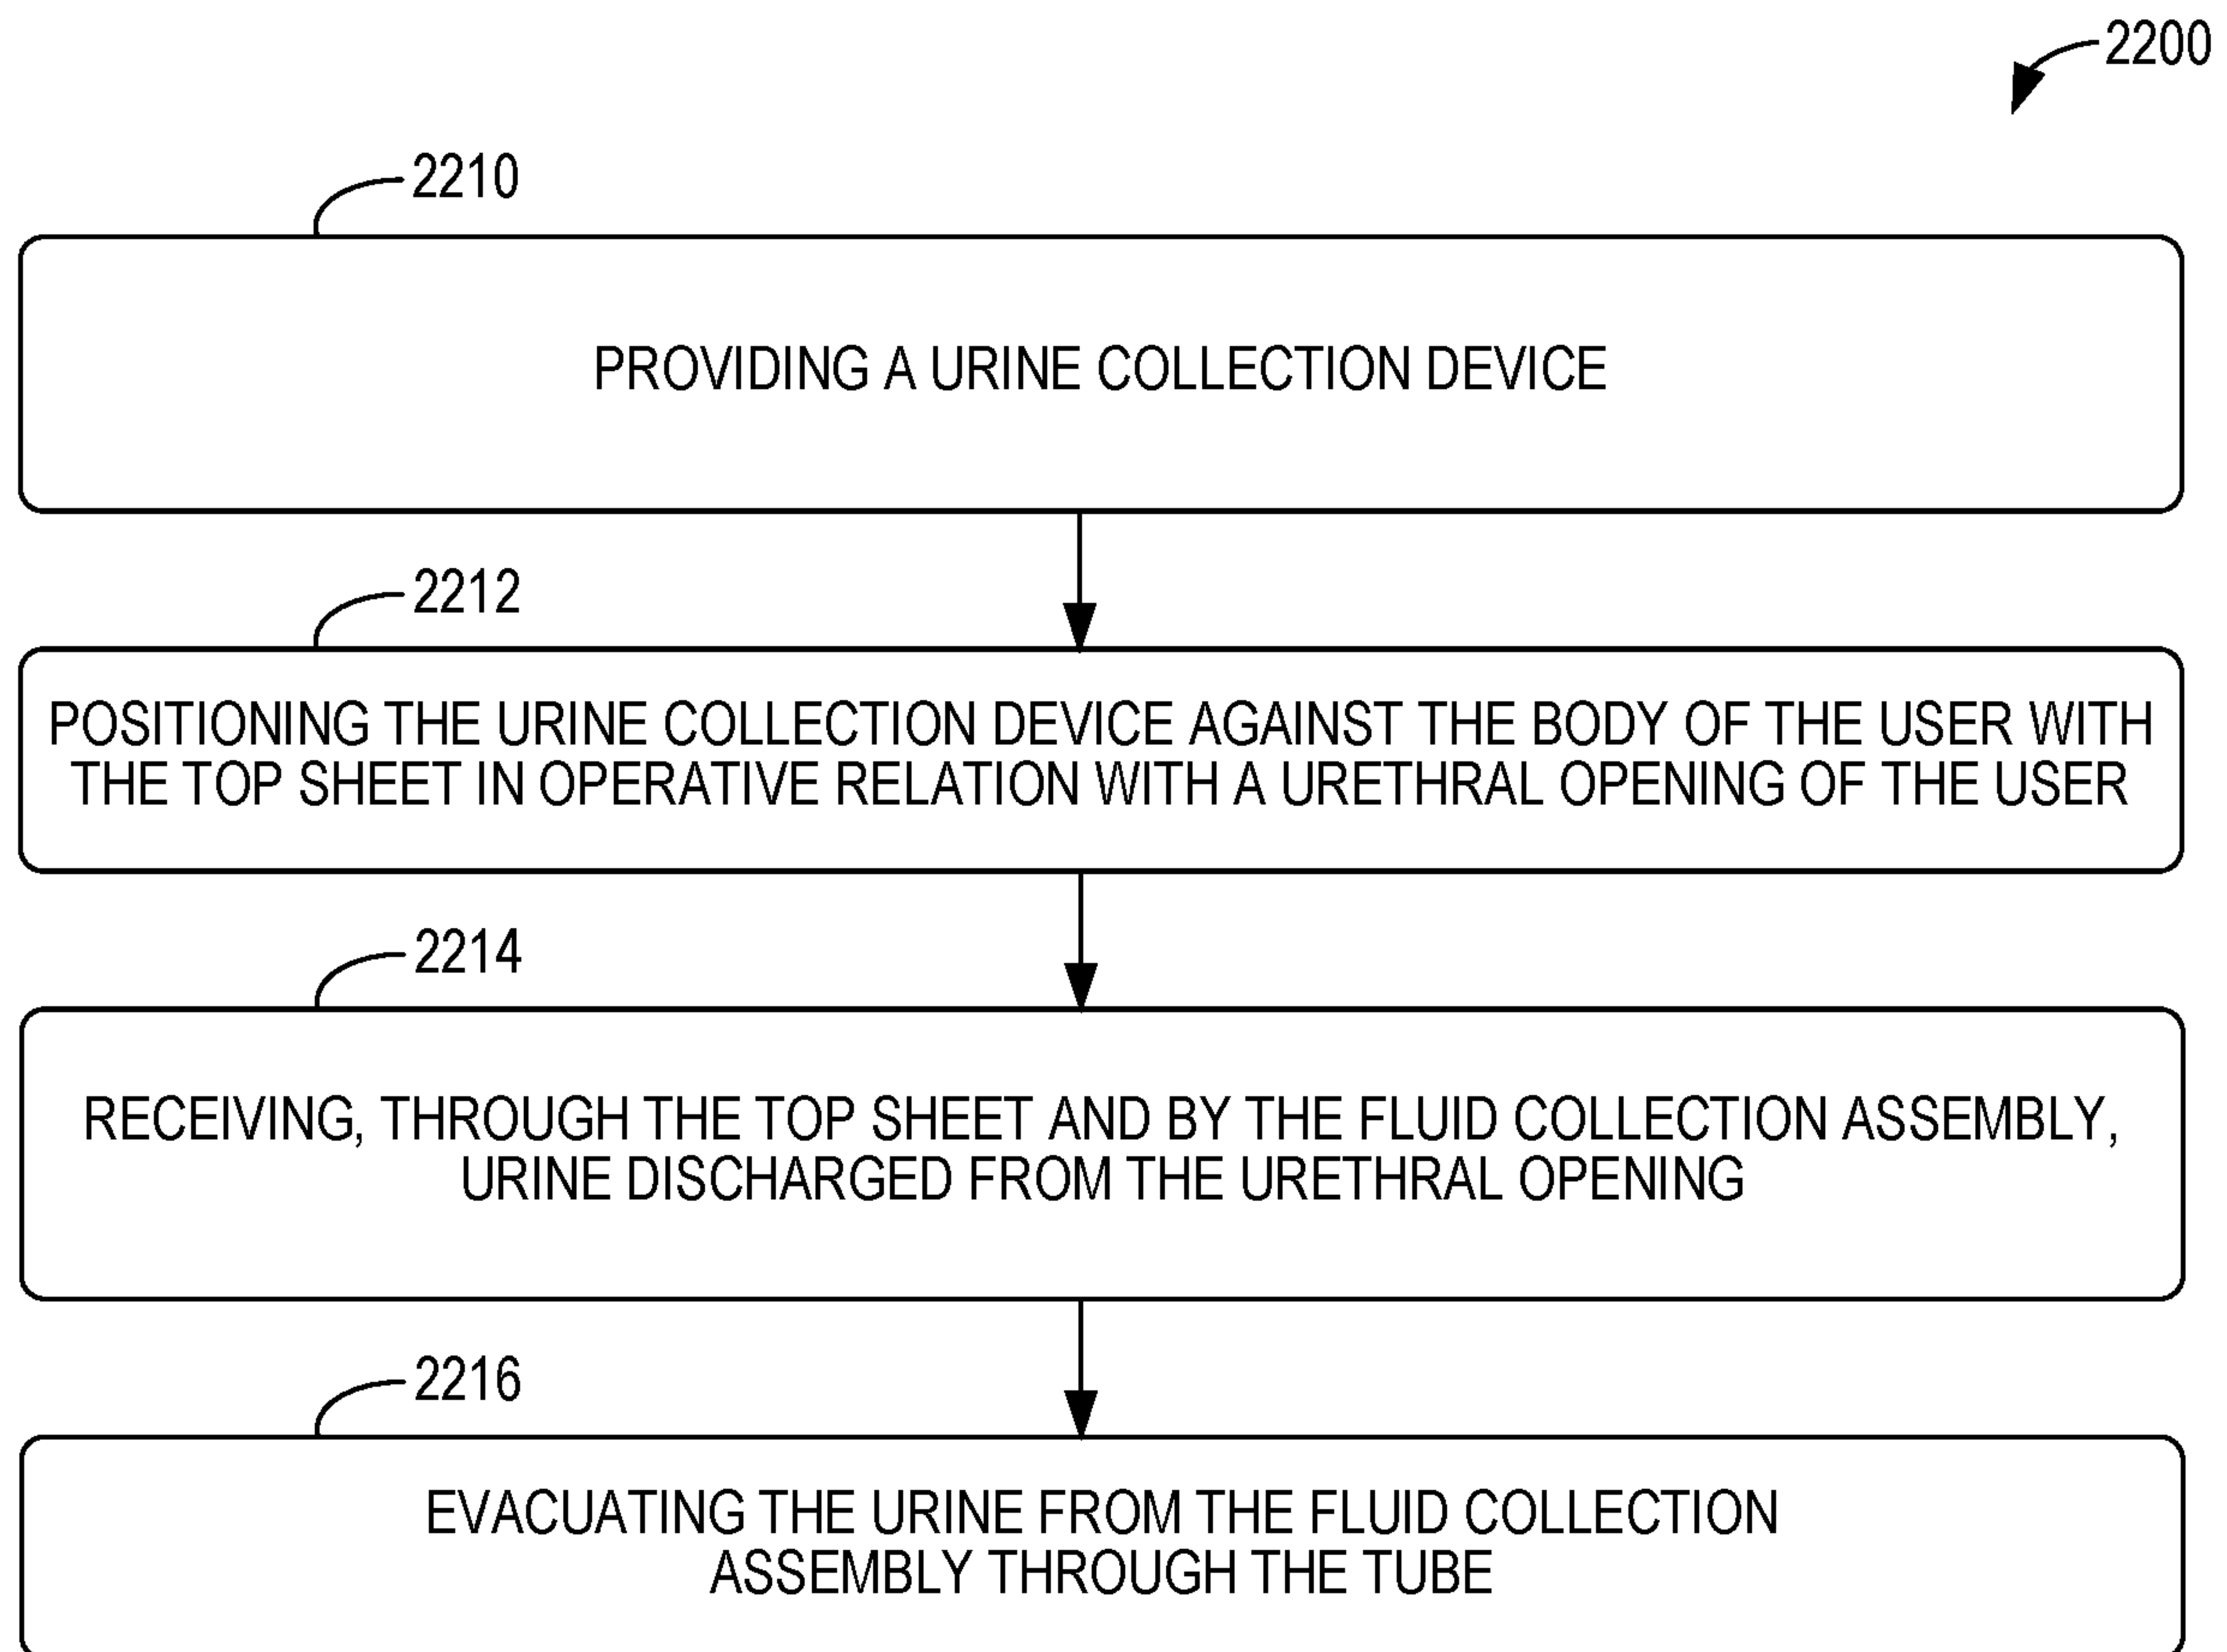 2200
2210
PROVIDING A URINE COLLECTION DEVICE
2212
POSITIONING THE URINE COLLECTION DEVICE AGAINST THE BODY OF THE USER WITH
THE TOP SHEET IN OPERATIVE RELATION WITH A URETHRAL OPENING OF THE USER
2214
RECEIVING, THROUGH THE TOP SHEET AND BY THE FLUID COLLECTION ASSEMBLY,
URINE DISCHARGED FROM THE URETHRAL OPENING
2216
EVACUATING THE URINE FROM THE FLUID COLLECTION
ASSEMBLY THROUGH THE TUBE